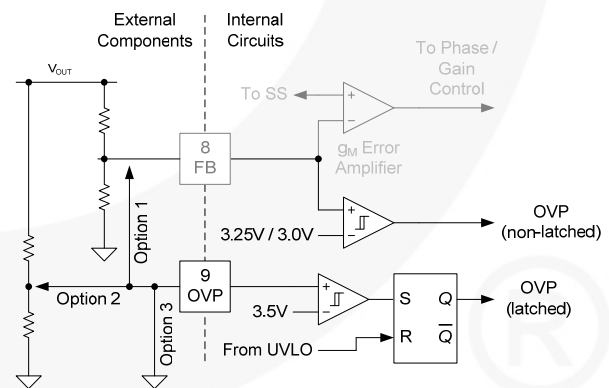 External
Components
Internal
Circuits
VOUT
To Phase /
Gain
Control
To SS
+
−
gM Error
Amplifier
8
FB
+
−
3.25V / 3.0V
OVP
(non-latched)
Option 1
9
OVP
Option 2
Option 3
+
−
3.5V
S Q
R Q̅
OVP
(latched)
From UVLO
®